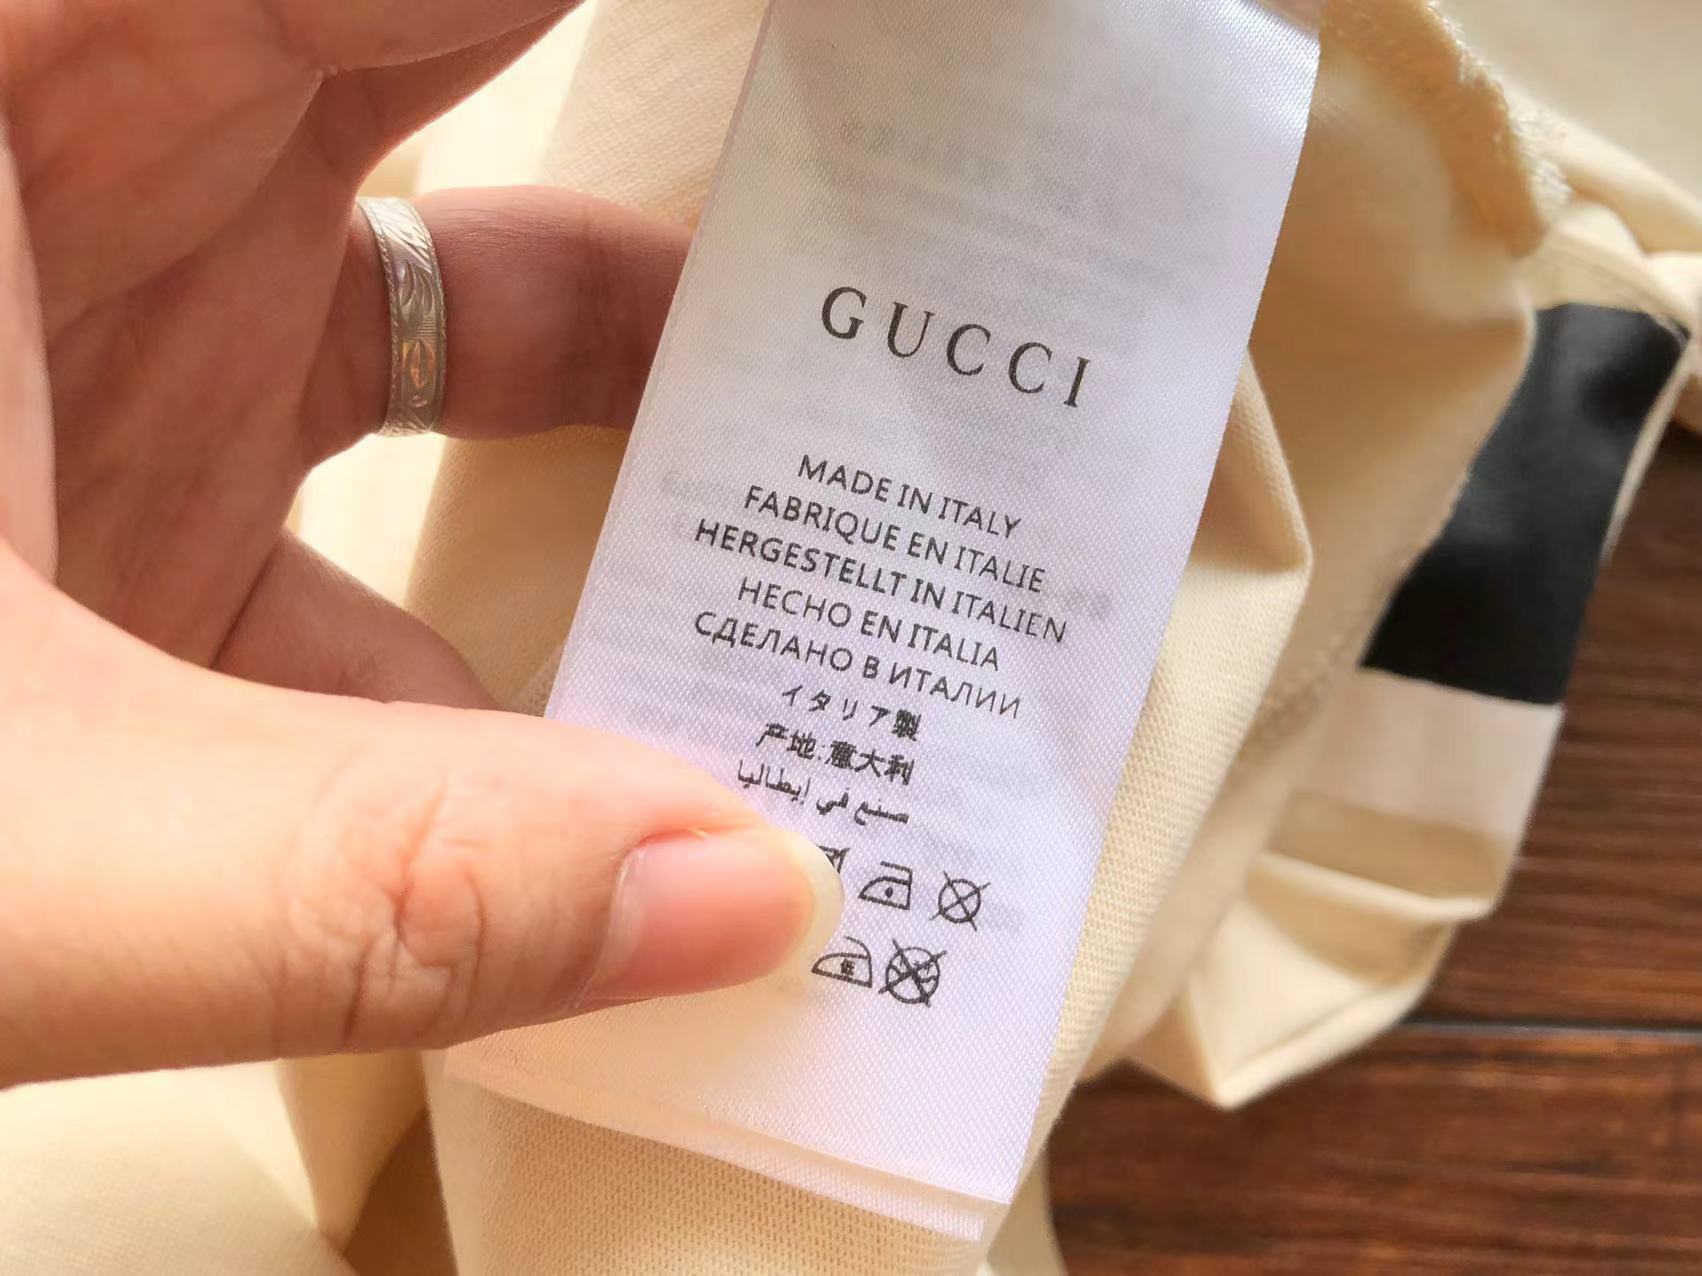 GUCCI
MADE IN ITALY
FABRIQUE EN ITALIE
HERGESTELLT IN ITALIEN
HECHO EN ITALIA
СДЕЛАНО В ИТАЛИИ
イタリア製
产地:意大利
صنع في إيطاليا
低